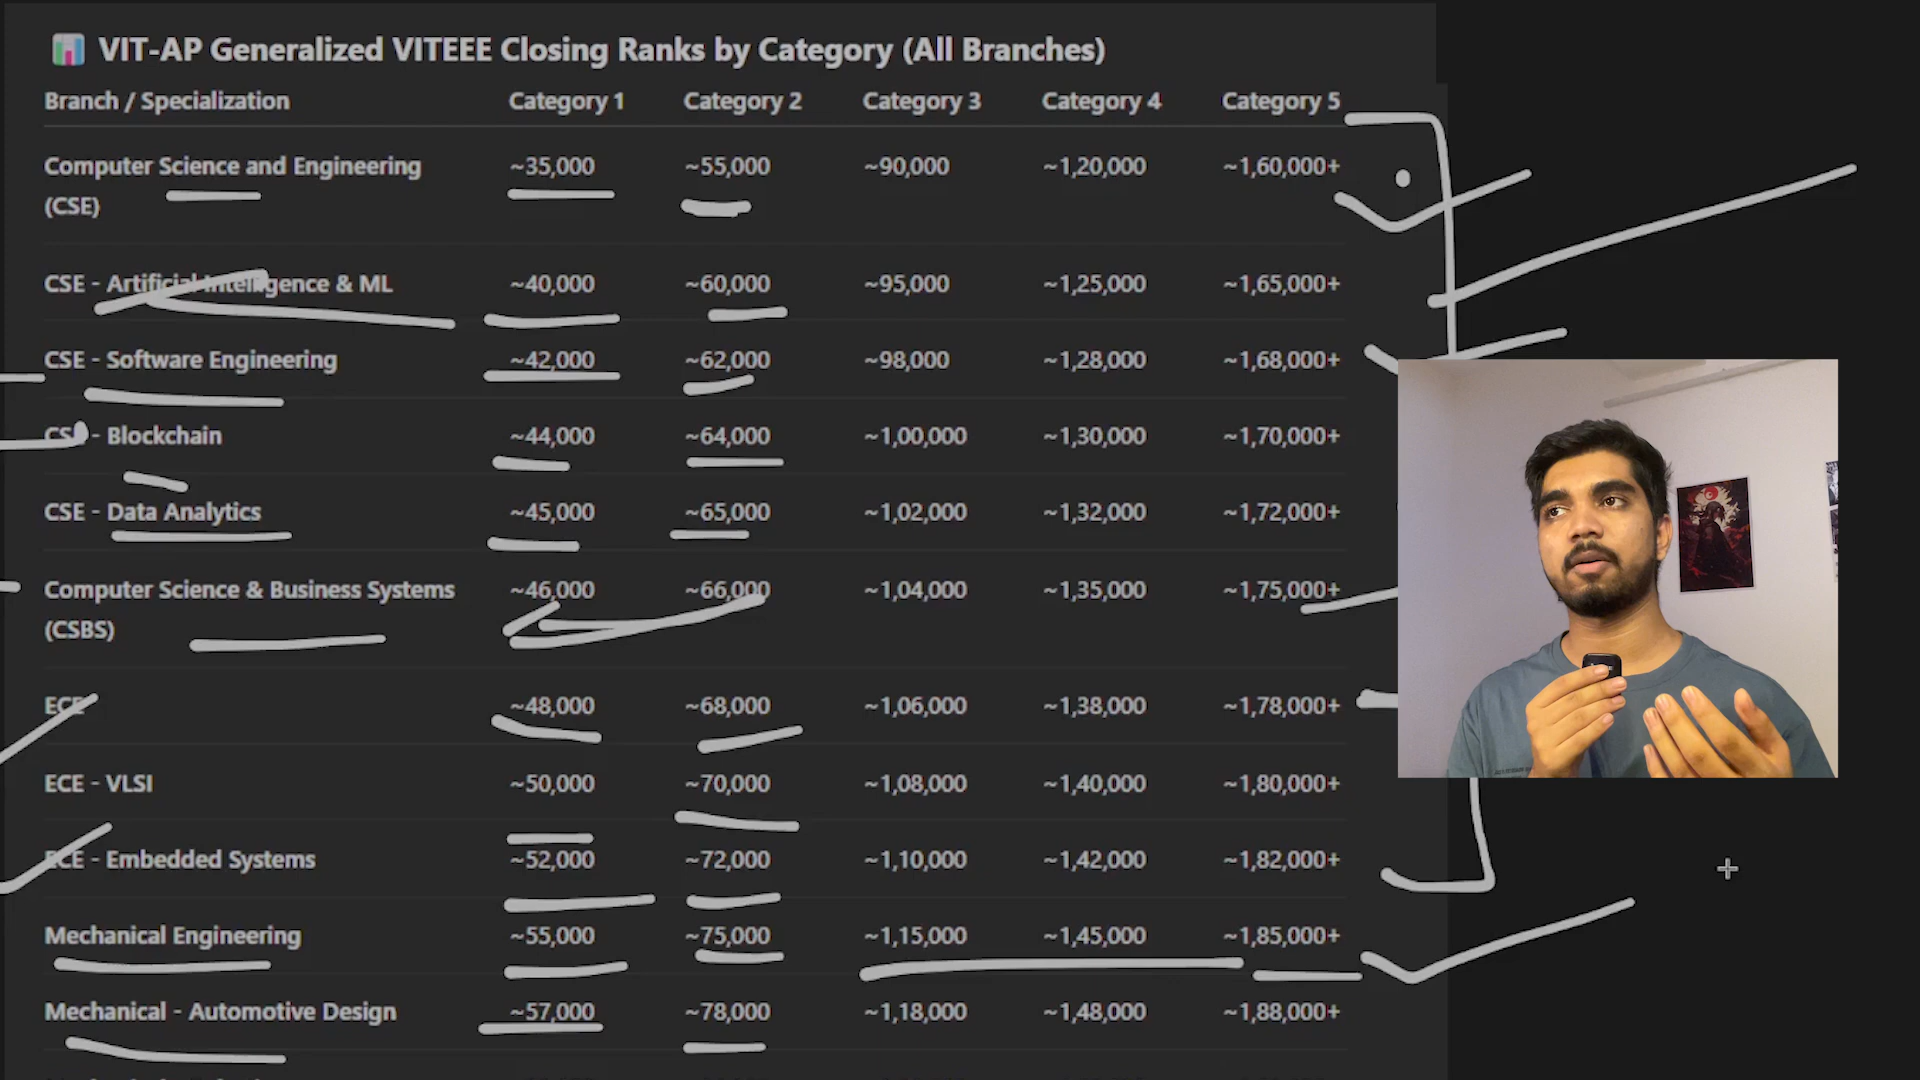 VIT-AP Generalized VITEEE Closing Ranks by Category (All Branches)
Branch / Specialization Category 1 Category 2 Category 3 Category 4 Category 5
Computer Science and Engineering ~35,000 ~55,000 ~90,000 ~1,20,000 ~1,60,000+
(CSE)
CSE - Artificial Intelligence & ML ~40,000 ~60,000 ~95,000 ~1,25,000 ~1,65,000+
CSE - Software Engineering ~42,000 ~62,000 ~98,000 ~1,28,000 ~1,68,000+
CSE - Blockchain ~44,000 ~64,000 ~1,00,000 ~1,30,000 ~1,70,000+
CSE - Data Analytics ~45,000 ~65,000 ~1,02,000 ~1,32,000 ~1,72,000+
Computer Science & Business Systems ~46,000 ~66,000 ~1,04,000 ~1,35,000 ~1,75,000+
(CSBS)
ECE ~48,000 ~68,000 ~1,06,000 ~1,38,000 ~1,78,000+
ECE - VLSI ~50,000 ~70,000 ~1,08,000 ~1,40,000 ~1,80,000+
ECE - Embedded Systems ~52,000 ~72,000 ~1,10,000 ~1,42,000 ~1,82,000+
Mechanical Engineering ~55,000 ~75,000 ~1,15,000 ~1,45,000 ~1,85,000+
Mechanical - Automotive Design ~57,000 ~78,000 ~1,18,000 ~1,48,000 ~1,88,000+